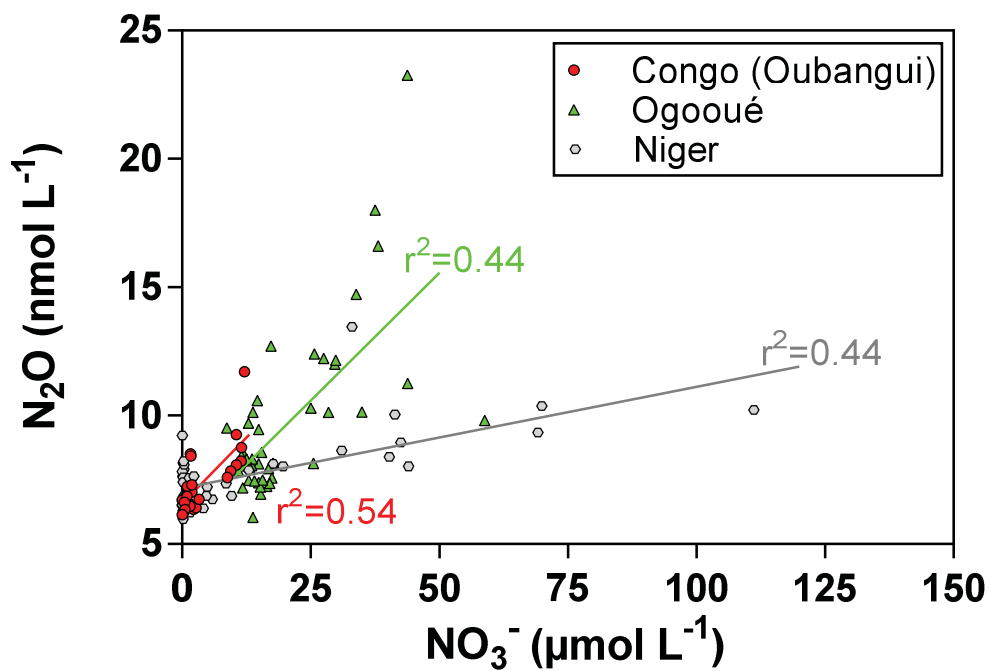 25
20
15
10
5
N₂O (nmol L⁻¹)
Congo (Oubangui)
Ogooué
Niger
r²=0.44
r²=0.44
r²=0.54
0 25 50 75 100 125 150
NO₃⁻ (µmol L⁻¹)